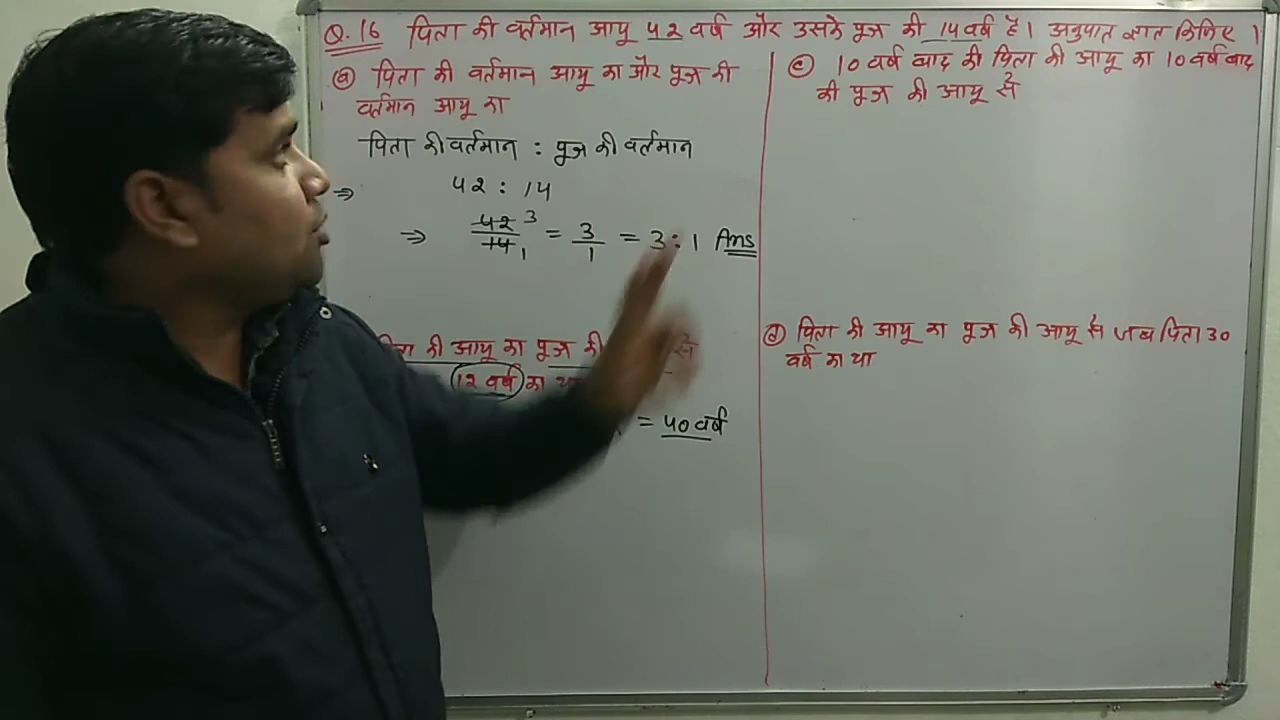 Q. 16 पिता की वर्तमान आयू 42 वर्ष और उसके पुत्र की 14 वर्ष है। अनुपात ज्ञात किजिए ।
ⓐ पिता की वर्तमान आयू का और पुत्र की
वर्तमान आयू का
पिता की वर्तमान : पुत्र की वर्तमान
⇒ 42 : 14
⇒ 42 3 / 14 1 = 3/1 = 3 : 1 Ans
पिता की आयू का पुत्र की से
12 वर्ष का
= 40 वर्ष
ⓒ 10 वर्ष बाद की पिता की आयू का 10 वर्ष बाद
की पुत्र की आयू से
ⓓ पिता की आयू का पुत्र की आयू से जब पिता 30
वर्ष का था